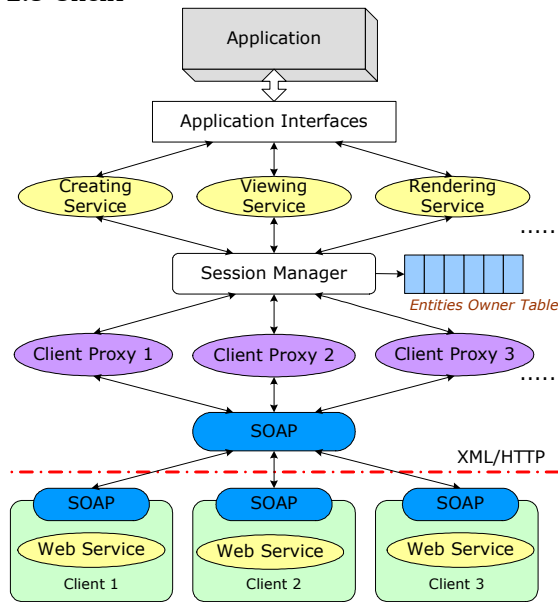 Application
Application Interfaces
Creating
Service
Viewing
Service
Rendering
Service
.....
Session Manager
Entities Owner Table
Client Proxy 1
Client Proxy 2
Client Proxy 3
.....
SOAP
XML/HTTP
SOAP
SOAP
SOAP
Web Service
Web Service
Web Service
Client 1
Client 2
Client 3